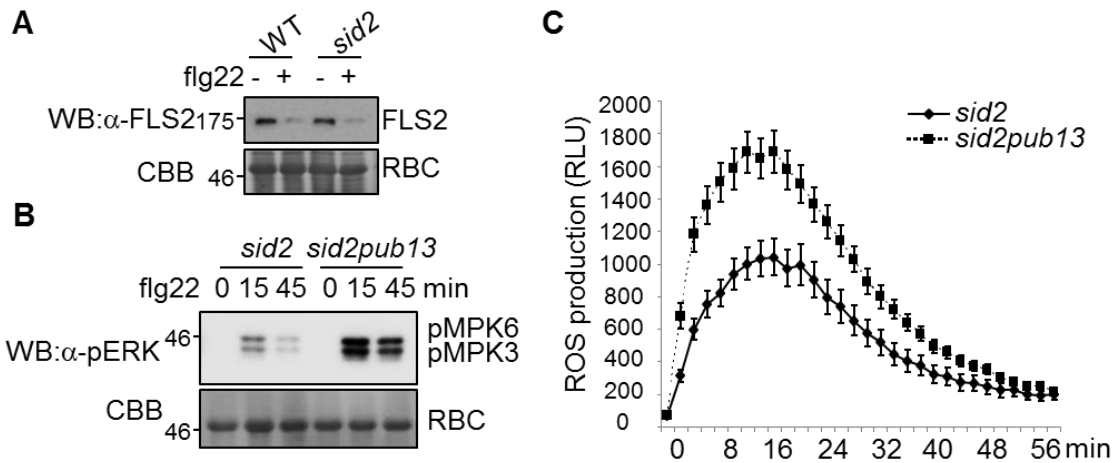 A
WT sid2
flg22 - + - +
WB:α-FLS2 175 FLS2
CBB 46 RBC
B
sid2 sid2pub13
flg22 0 15 45 0 15 45 min
WB:α-pERK 46 pMPK6
pMPK3
CBB 46 RBC
C
sid2
sid2pub13
ROS production (RLU)
2000
1800
1600
1400
1200
1000
800
600
400
200
0
0 8 16 24 32 40 48 56 min